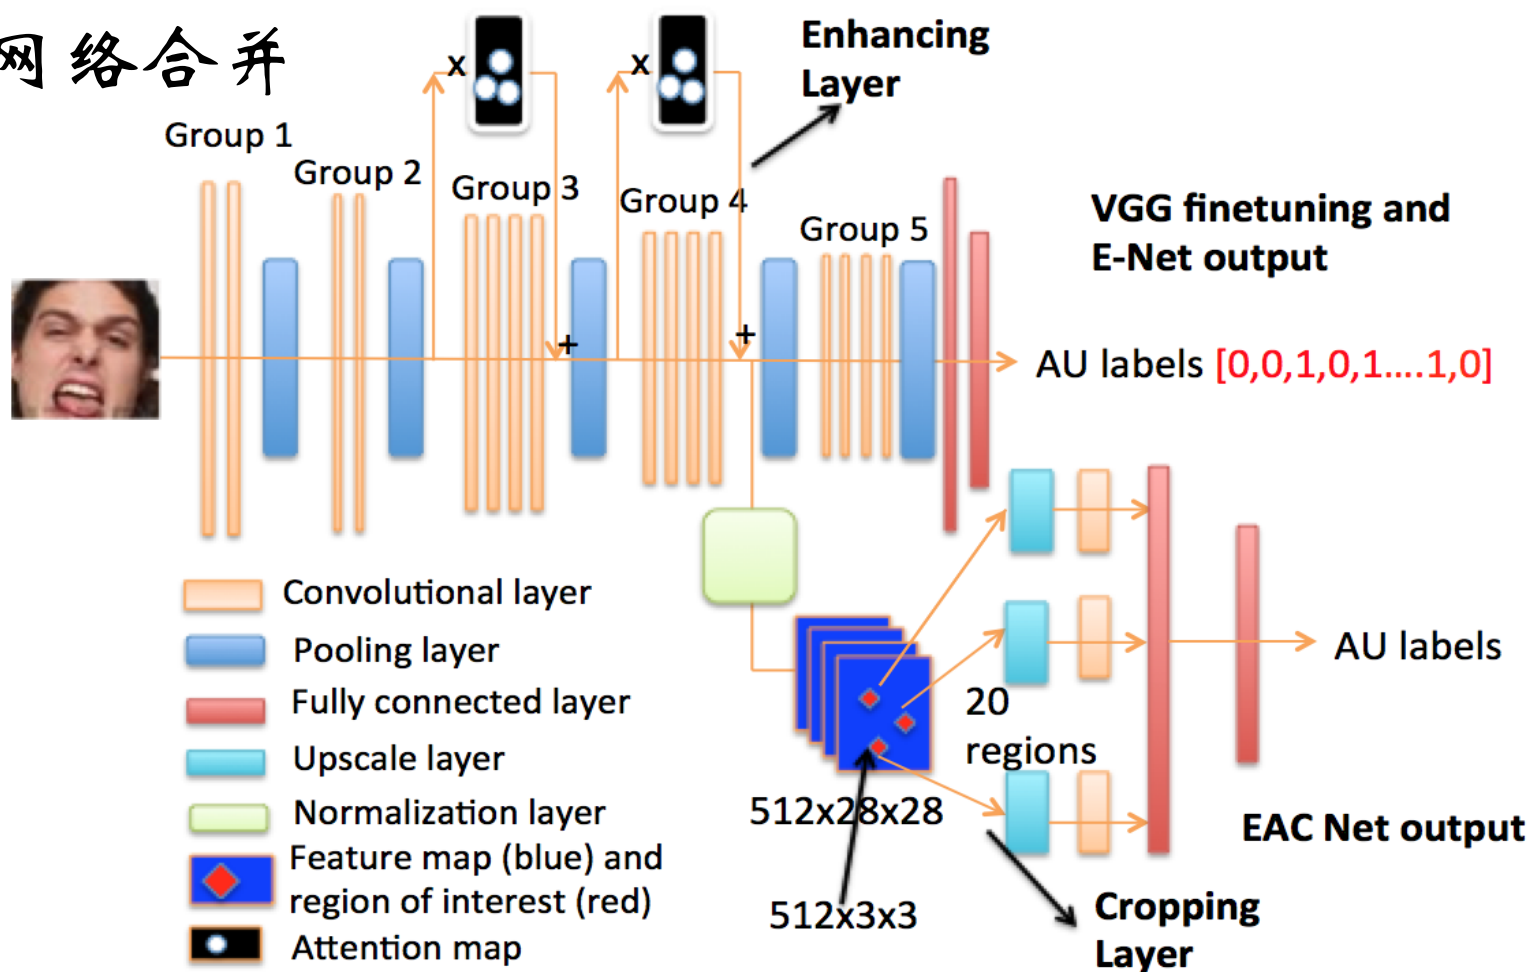 网络合并
Enhancing
Layer
x
x
Group 1
Group 2
Group 3
Group 4
Group 5
VGG finetuning and
E-Net output
+
+
AU labels [0,0,1,0,1....1,0]
Convolutional layer
Pooling layer
Fully connected layer
Upscale layer
Normalization layer
Feature map (blue) and
region of interest (red)
Attention map
20
regions
AU labels
512x28x28
512x3x3
EAC Net output
Cropping
Layer